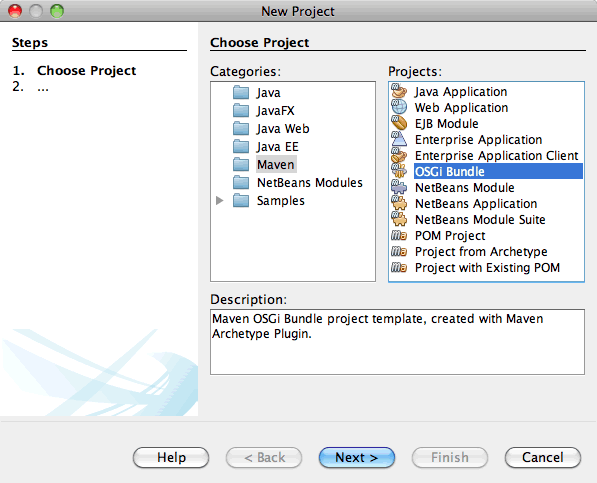 New Project
Steps
1. Choose Project
2. ...
Choose Project
Categories:
Java
JavaFX
Java Web
Java EE
Maven
NetBeans Modules
Samples
Projects:
Java Application
Web Application
EJB Module
Enterprise Application
Enterprise Application Client
OSGi Bundle
NetBeans Module
NetBeans Application
NetBeans Module Suite
POM Project
Project from Archetype
Project with Existing POM
Description:
Maven OSGi Bundle project template, created with Maven
Archetype Plugin.
Help
< Back
Next >
Finish
Cancel